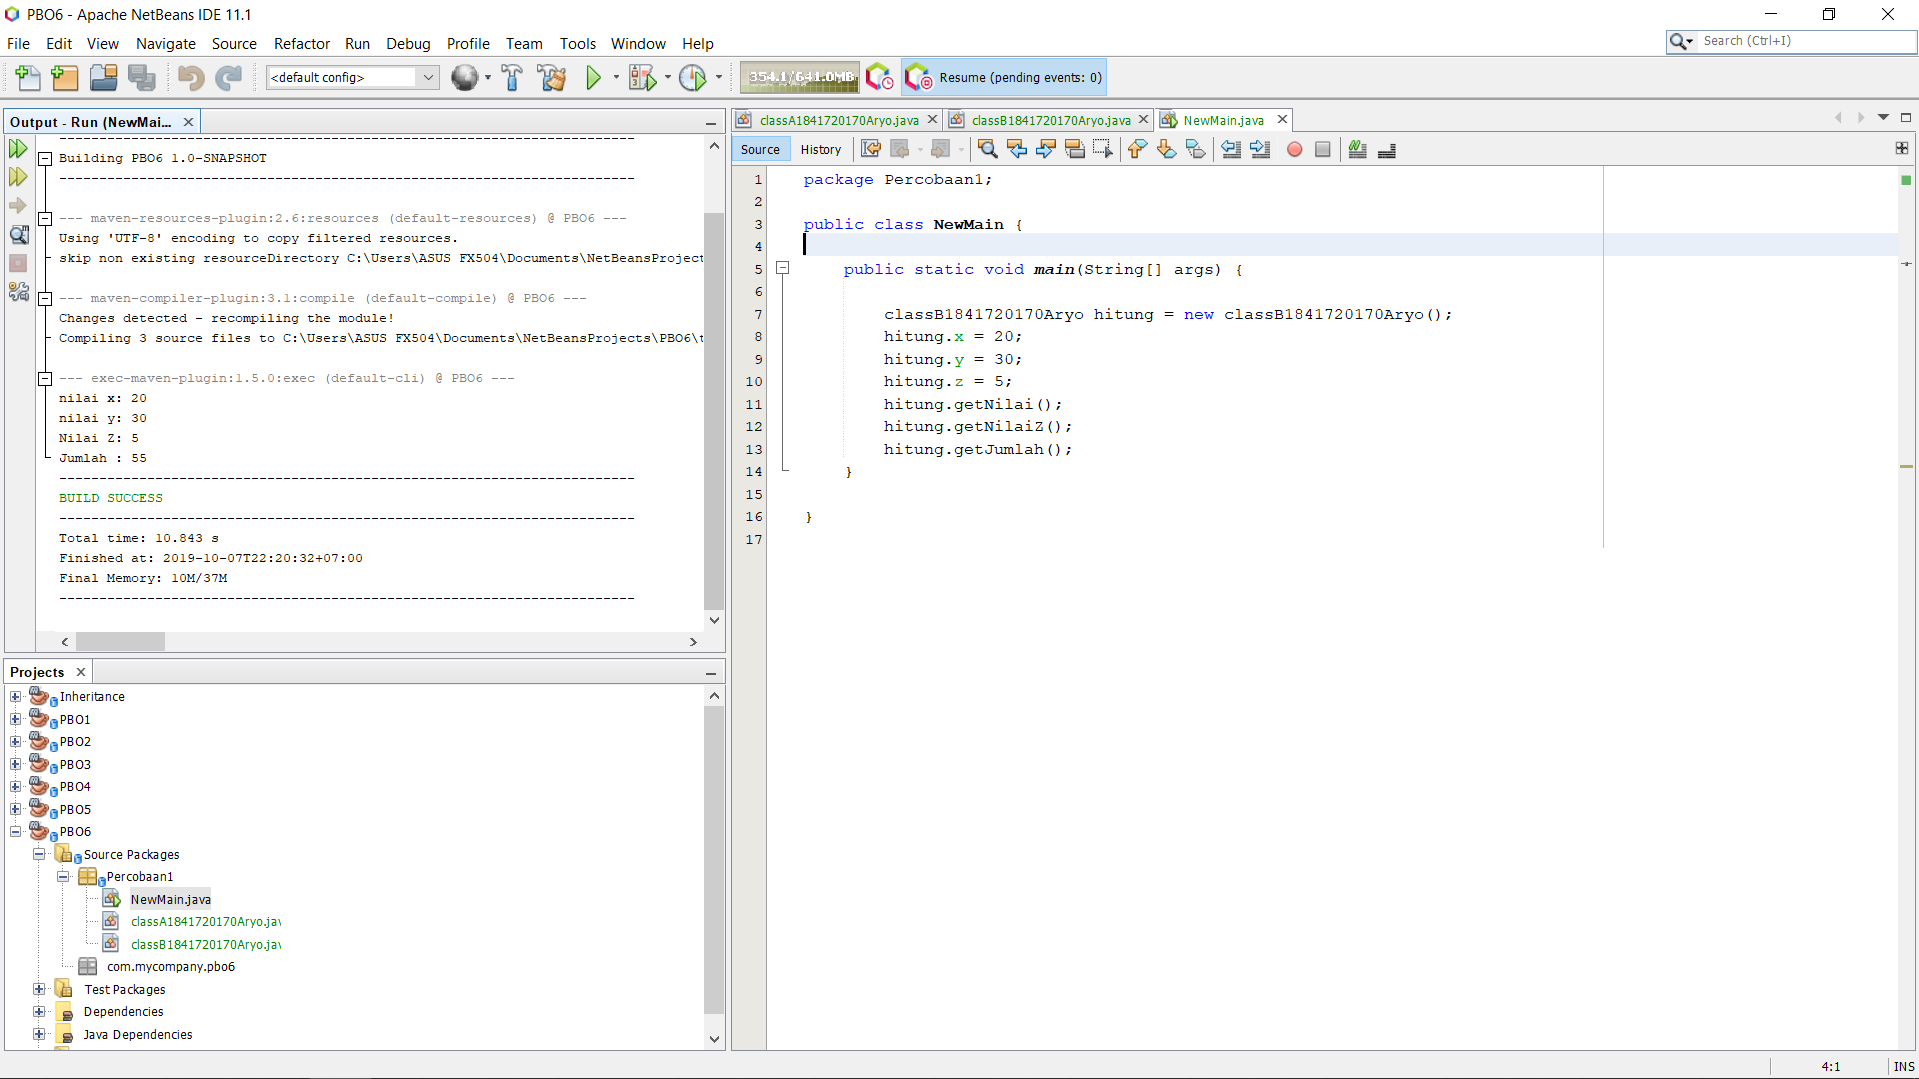 PBO6 - Apache NetBeans IDE 11.1
File Edit View Navigate Source Refactor Run Debug Profile Team Tools Window Help
Search (Ctrl+I)
<default config>
354.1/641.0MB
Resume (pending events: 0)
Output - Run (NewMai...
Building PBO6 1.0-SNAPSHOT
------------------------------------------------------------------------
--- maven-resources-plugin:2.6:resources (default-resources) @ PBO6 ---
Using 'UTF-8' encoding to copy filtered resources.
skip non existing resourceDirectory C:\Users\ASUS FX504\Documents\NetBeansProject
--- maven-compiler-plugin:3.1:compile (default-compile) @ PBO6 ---
Changes detected - recompiling the module!
Compiling 3 source files to C:\Users\ASUS FX504\Documents\NetBeansProjects\PBO6\t
--- exec-maven-plugin:1.5.0:exec (default-cli) @ PBO6 ---
nilai x: 20
nilai y: 30
Nilai Z: 5
Jumlah : 55
------------------------------------------------------------------------
BUILD SUCCESS
------------------------------------------------------------------------
Total time: 10.843 s
Finished at: 2019-10-07T22:20:32+07:00
Final Memory: 10M/37M
------------------------------------------------------------------------
Projects
Inheritance
PBO1
PBO2
PBO3
PBO4
PBO5
PBO6
Source Packages
Percobaan1
NewMain.java
classA1841720170Aryo.jav
classB1841720170Aryo.jav
com.mycompany.pbo6
Test Packages
Dependencies
Java Dependencies
classA1841720170Aryo.java classB1841720170Aryo.java NewMain.java
Source History
1 package Percobaan1;
2
3 public class NewMain {
4
5 public static void main(String[] args) {
6
7 classB1841720170Aryo hitung = new classB1841720170Aryo();
8 hitung.x = 20;
9 hitung.y = 30;
10 hitung.z = 5;
11 hitung.getNilai();
12 hitung.getNilaiZ();
13 hitung.getJumlah();
14 }
15
16 }
17
4:1 INS